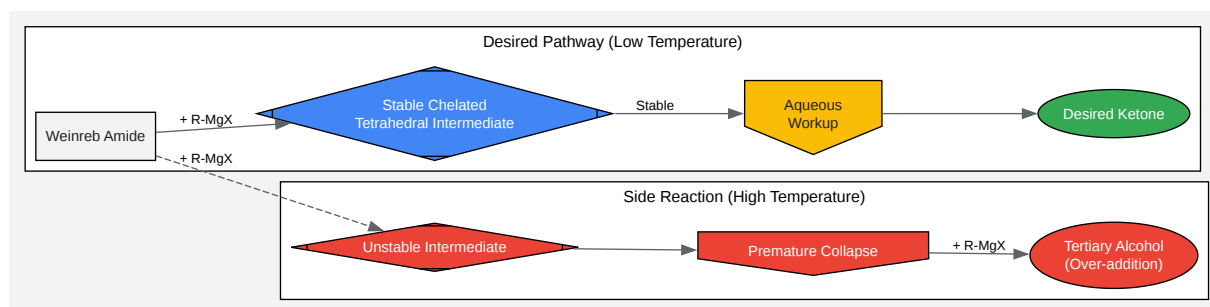 Desired Pathway (Low Temperature)
Weinreb Amide
+ R-MgX
Stable Chelated
Tetrahedral Intermediate
Stable
Aqueous
Workup
Desired Ketone
+ R-MgX
Side Reaction (High Temperature)
Unstable Intermediate
Premature Collapse
+ R-MgX
Tertiary Alcohol
(Over-addition)